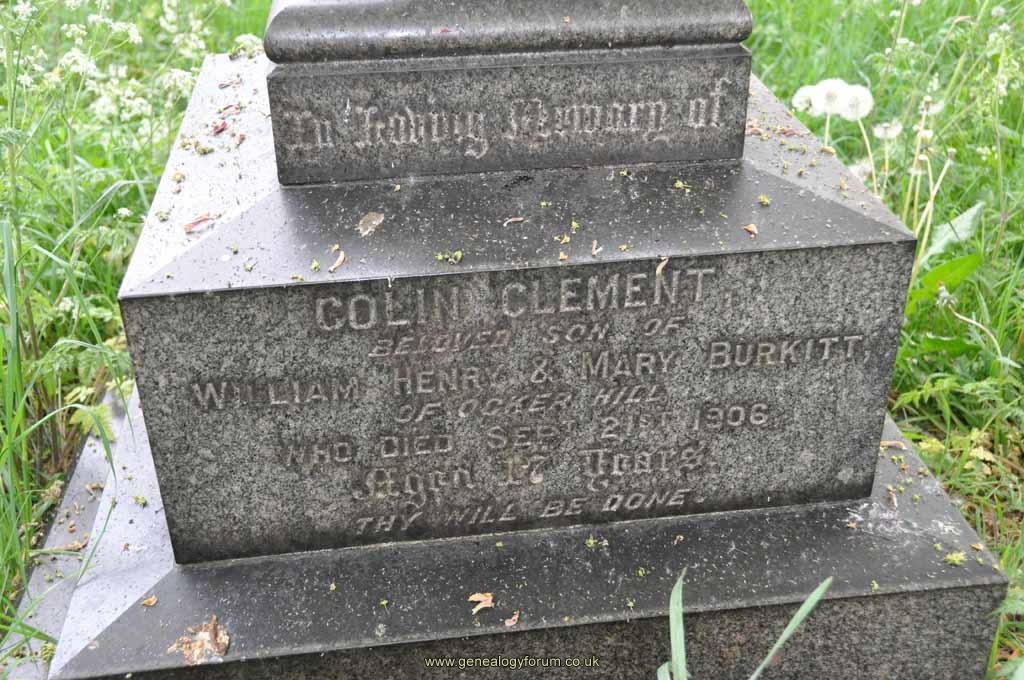 In Loving Memory of
COLIN CLEMENT,
BELOVED SON OF
WILLIAM HENRY & MARY BURKITT,
OF OCKER HILL
WHO DIED SEPT 21ST 1906.
Aged 17 Years.
THY WILL BE DONE.
www.genealogyforum.co.uk